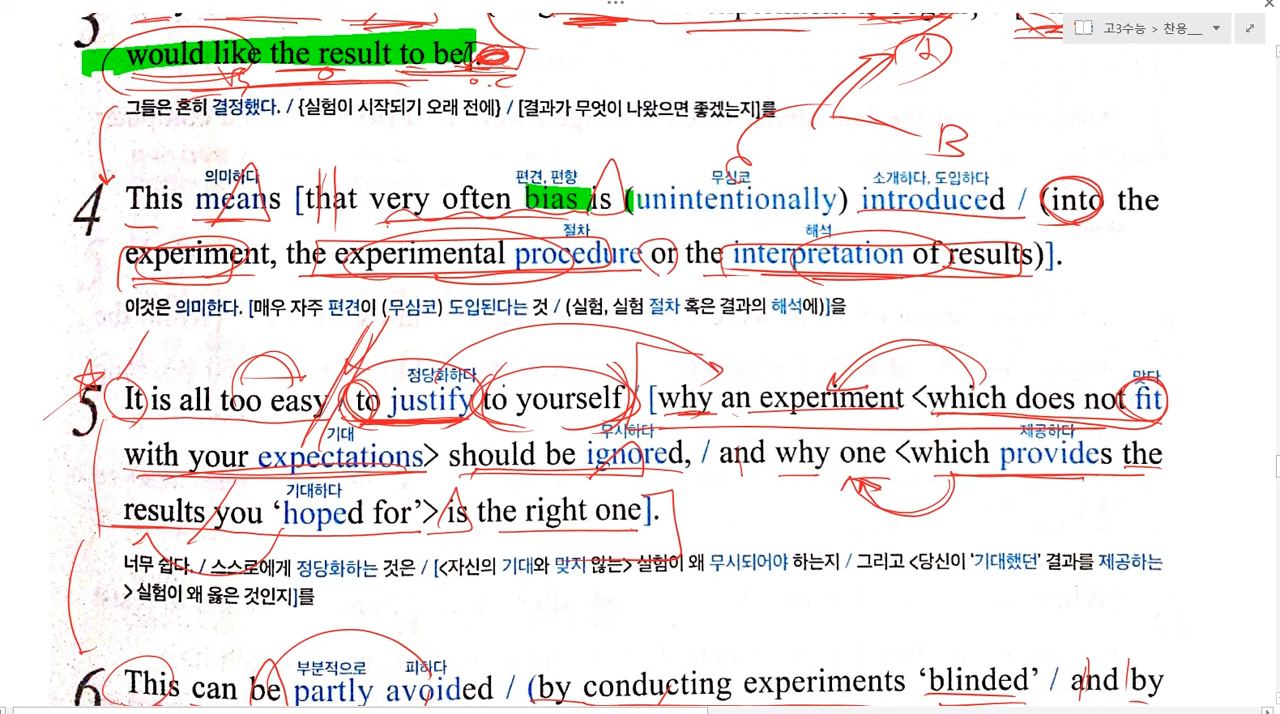 고3수능 > 찬용__
3
would like the result to be].
o.c
그들은 흔히 결정했다. / {실험이 시작되기 오래 전에} / [결과가 무엇이 나왔으면 좋겠는지]를
B
의미하다 편견, 편향 무심코 소개하다, 도입하다
4 This means [that very often bias is (unintentionally) introduced / (into the
절차 해석
experiment, the experimental procedure or the interpretation of results)].
이것은 의미한다. [매우 자주 편견이 (무심코) 도입된다는 것 / (실험, 실험 절차 혹은 결과의 해석에)]을
정당화하다 맞다
5 It is all too easy / to justify to yourself / [why an experiment <which does not fit
기대 무시하다 제공하다
with your expectations> should be ignored, / and why one <which provides the
기대하다
results you ‘hoped for’> is the right one].
너무 쉽다. / 스스로에게 정당화하는 것은 / [<자신의 기대와 맞지 않는> 실험이 왜 무시되어야 하는지 / 그리고 <당신이 ‘기대했던’ 결과를 제공하는
> 실험이 왜 옳은 것인지]를
부분적으로 피하다
6 This can be partly avoided / (by conducting experiments ‘blinded’ / and by